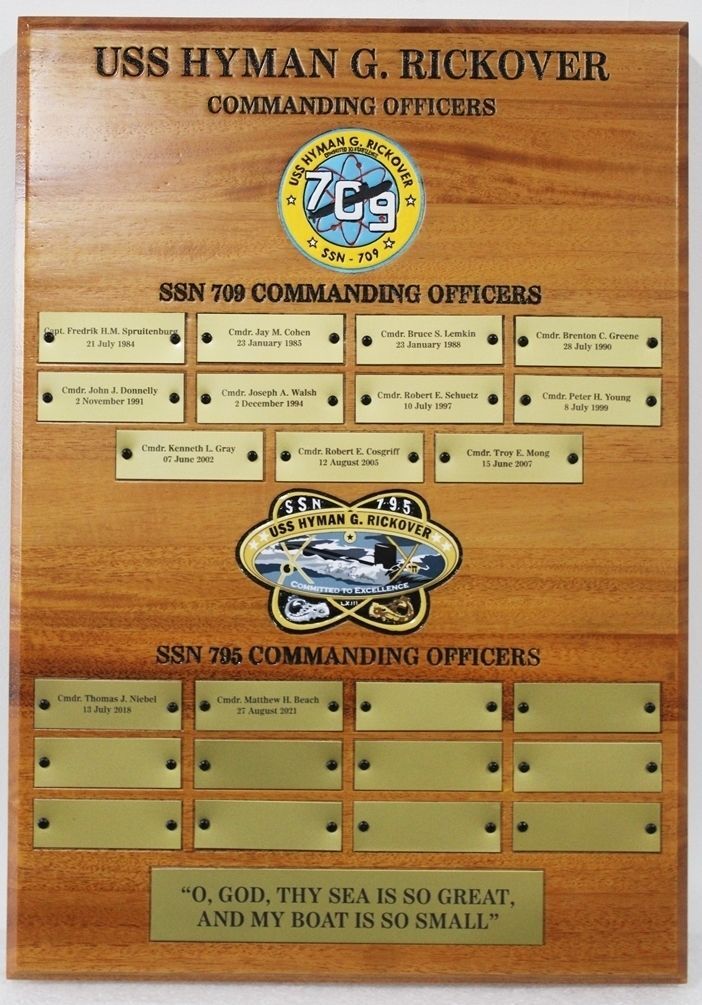 USS HYMAN G. RICKOVER
COMMANDING OFFICERS
USS HYMAN G. RICKOVER
COMMITTED TO EXCELLENCE
709
SSN - 709
SSN 709 COMMANDING OFFICERS
Capt. Fredrik H.M. Spruitenburg
21 July 1984
Cmdr. Jay M. Cohen
23 January 1985
Cmdr. Bruce S. Lemkin
23 January 1988
Cmdr. Brenton C. Greene
28 July 1990
Cmdr. John J. Donnelly
2 November 1991
Cmdr. Joseph A. Walsh
2 December 1994
Cmdr. Robert E. Schuetz
10 July 1997
Cmdr. Peter H. Young
8 July 1999
Cmdr. Kenneth L. Gray
07 June 2002
Cmdr. Robert E. Cosgriff
12 August 2005
Cmdr. Troy E. Mong
15 June 2007
SSN 795
USS HYMAN G. RICKOVER
COMMITTED TO EXCELLENCE
LXIII
SSN 795 COMMANDING OFFICERS
Cmdr. Thomas J. Niebel
13 July 2018
Cmdr. Matthew H. Beach
27 August 2021
“O, GOD, THY SEA IS SO GREAT,
AND MY BOAT IS SO SMALL”